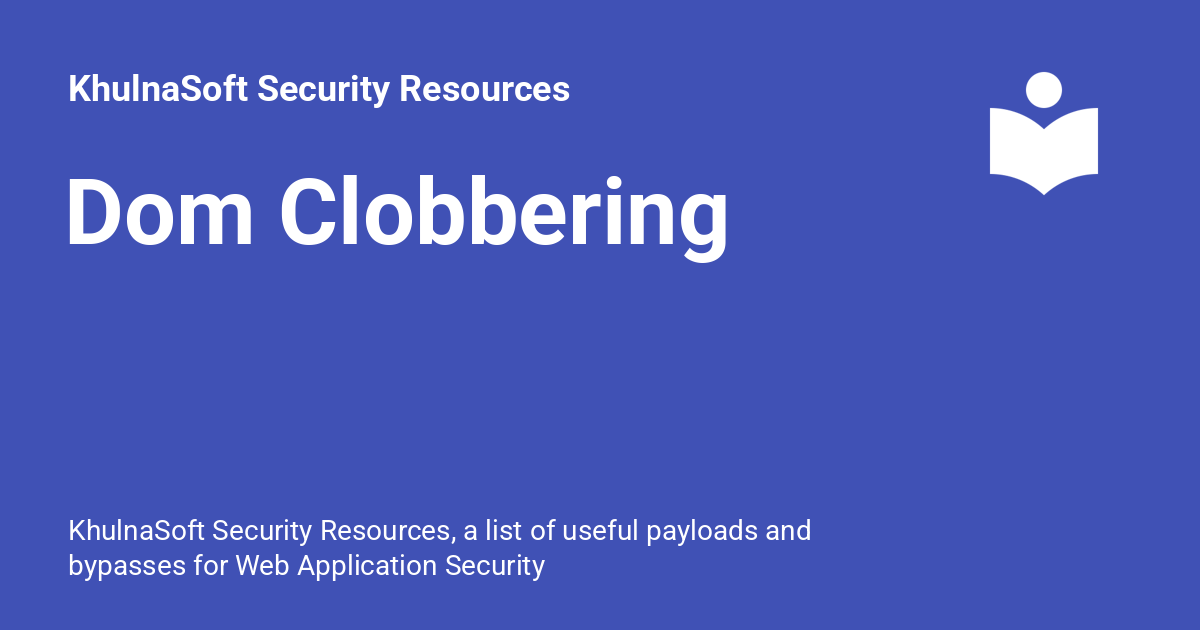 KhulnaSoft Security Resources
Dom Clobbering
KhulnaSoft Security Resources, a list of useful payloads and
bypasses for Web Application Security